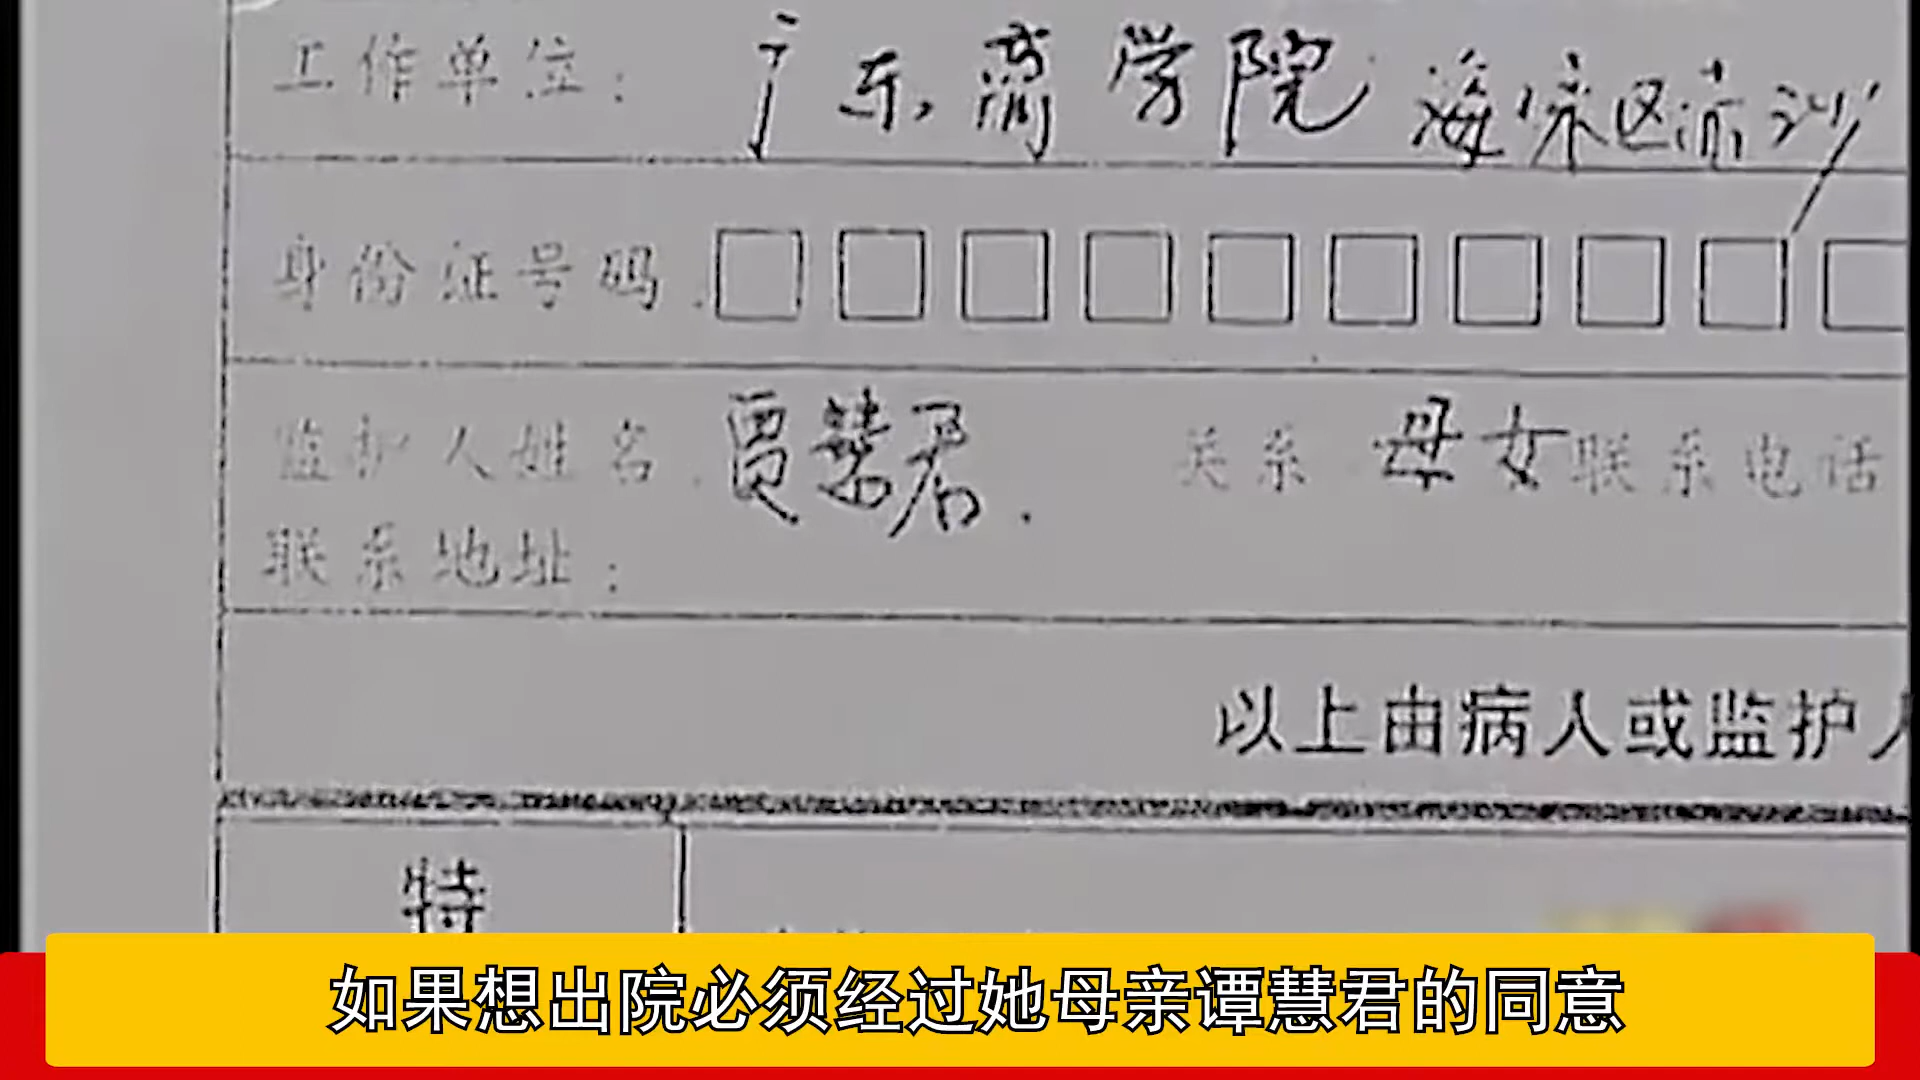 工作单位： 广东商学院 海珠区赤沙
身份证号码：
监护人姓名： 覃慧君. 关系 母女 联系电话
联系地址：
以上由病人或监护人
特
如果想出院必须经过她母亲谭慧君的同意